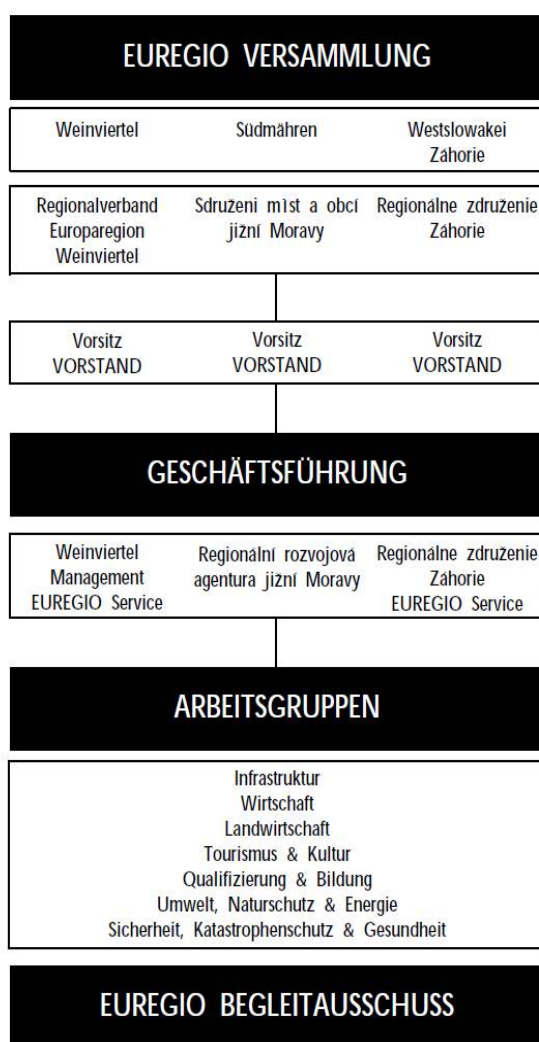 EUREGIO VERSAMMLUNG
Weinviertel Südmähren Westslowakei
Záhorie
Regionalverband
Europaregion
Weinviertel
Sdruženi mıst a obcí
jižní Moravy
Regionálne združenie
Záhorie
Vorsitz
VORSTAND
Vorsitz
VORSTAND
Vorsitz
VORSTAND
GESCHÄFTSFÜHRUNG
Weinviertel
Management
EUREGIO Service
Regionální rozvojová
agentura jižní Moravy
Regionálne združenie
Záhorie
EUREGIO Service
ARBEITSGRUPPEN
Infrastruktur
Wirtschaft
Landwirtschaft
Tourismus & Kultur
Qualifizierung & Bildung
Umwelt, Naturschutz & Energie
Sicherheit, Katastrophenschutz & Gesundheit
EUREGIO BEGLEITAUSSCHUSS